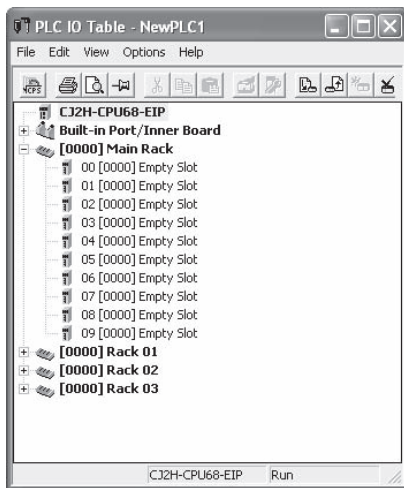 PLC IO Table - NewPLC1
File Edit View Options Help
CJ2H-CPU68-EIP
Built-in Port/Inner Board
[0000] Main Rack
00 [0000] Empty Slot
01 [0000] Empty Slot
02 [0000] Empty Slot
03 [0000] Empty Slot
04 [0000] Empty Slot
05 [0000] Empty Slot
06 [0000] Empty Slot
07 [0000] Empty Slot
08 [0000] Empty Slot
09 [0000] Empty Slot
[0000] Rack 01
[0000] Rack 02
[0000] Rack 03
CJ2H-CPU68-EIP Run